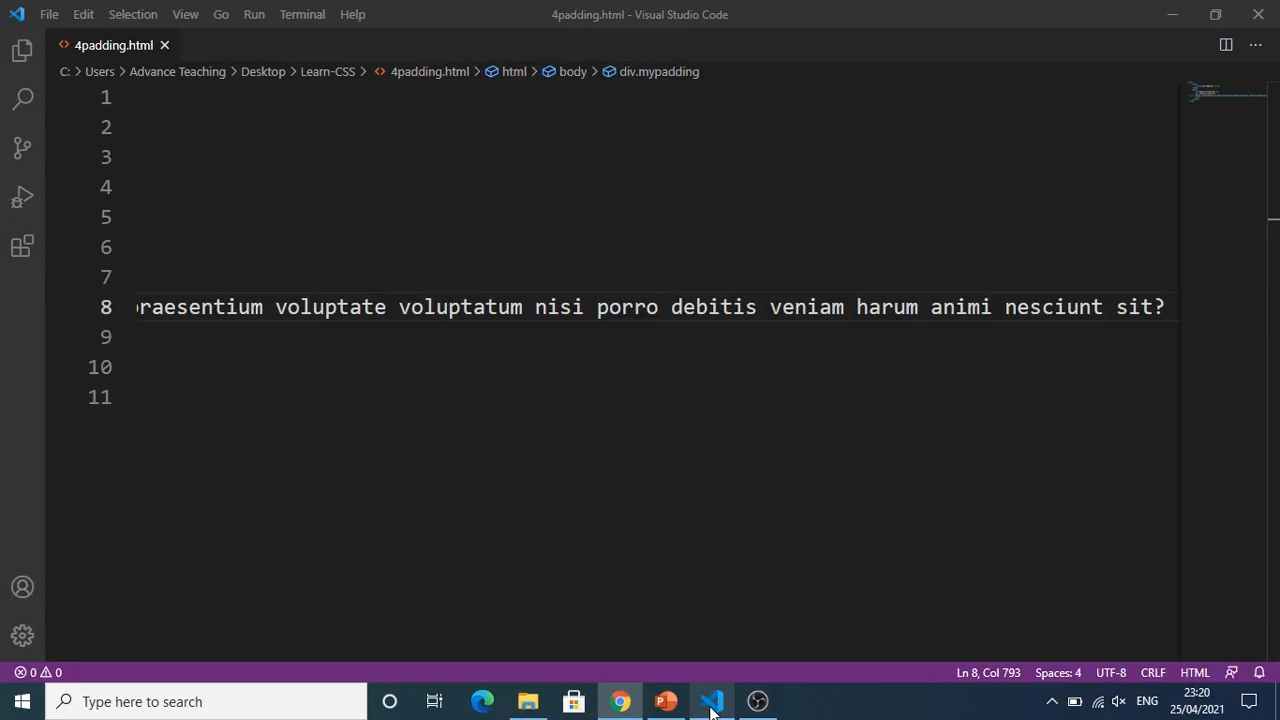 File Edit Selection View Go Run Terminal Help 4padding.html - Visual Studio Code
4padding.html
C: Users Advance Teaching Desktop Learn-CSS 4padding.html html body div.mypadding
1
2
3
4
5
6
7
8 praesentium voluptate voluptatum nisi porro debitis veniam harum animi nesciunt sit?
9
10
11
0 0 Ln 8, Col 793 Spaces: 4 UTF-8 CRLF HTML
Type here to search ENG 23:20
25/04/2021